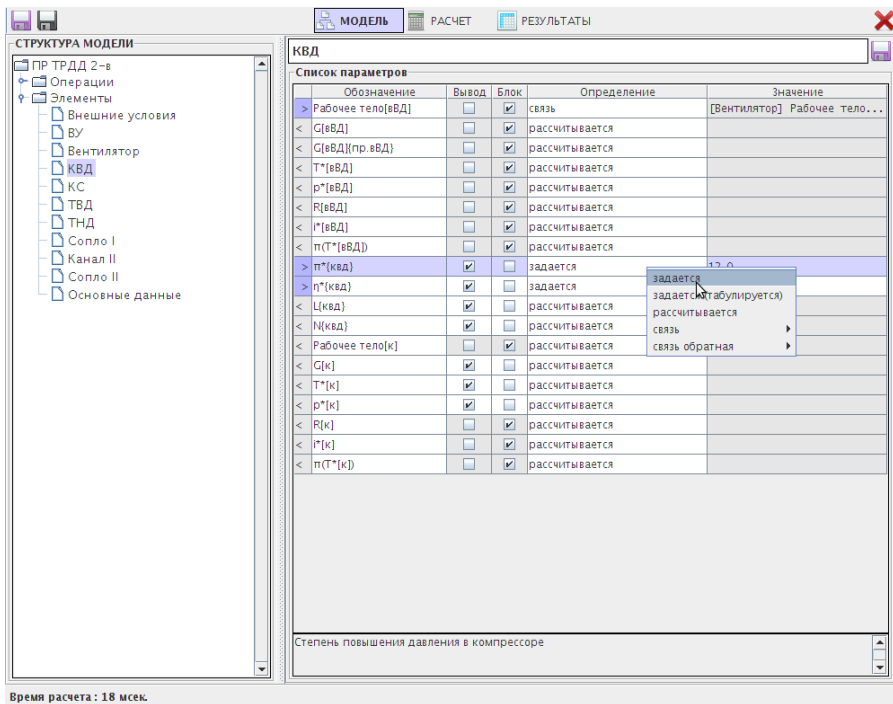 МОДЕЛЬ РАСЧЕТ РЕЗУЛЬТАТЫ
СТРУКТУРА МОДЕЛИ
ПР ТРДД 2-в
Операции
Элементы
Внешние условия
ВУ
Вентилятор
КВД
КС
ТВД
ТНД
Сопло I
Канал II
Сопло II
Основные данные
КВД
Список параметров
Обозначение Вывод Блок Определение Значение
> Рабочее тело[вВД] связь [Вентилятор] Рабочее тело...
< G[вВД] рассчитывается
< G[вВД]{пр.вВД} рассчитывается
< T*[вВД] рассчитывается
< p*[вВД] рассчитывается
< R[вВД] рассчитывается
< i*[вВД] рассчитывается
< π(T*[вВД]) рассчитывается
> π*{квд} задается 12.0
> η*{квд} задается
< L{квд} рассчитывается
< N{квд} рассчитывается
< Рабочее тело[к] рассчитывается
< G[к] рассчитывается
< T*[к] рассчитывается
< p*[к] рассчитывается
< R[к] рассчитывается
< i*[к] рассчитывается
< π(T*[к]) рассчитывается
задается
задается (табулируется)
рассчитывается
связь
связь обратная
Степень повышения давления в компрессоре
Время расчета : 18 мсек.